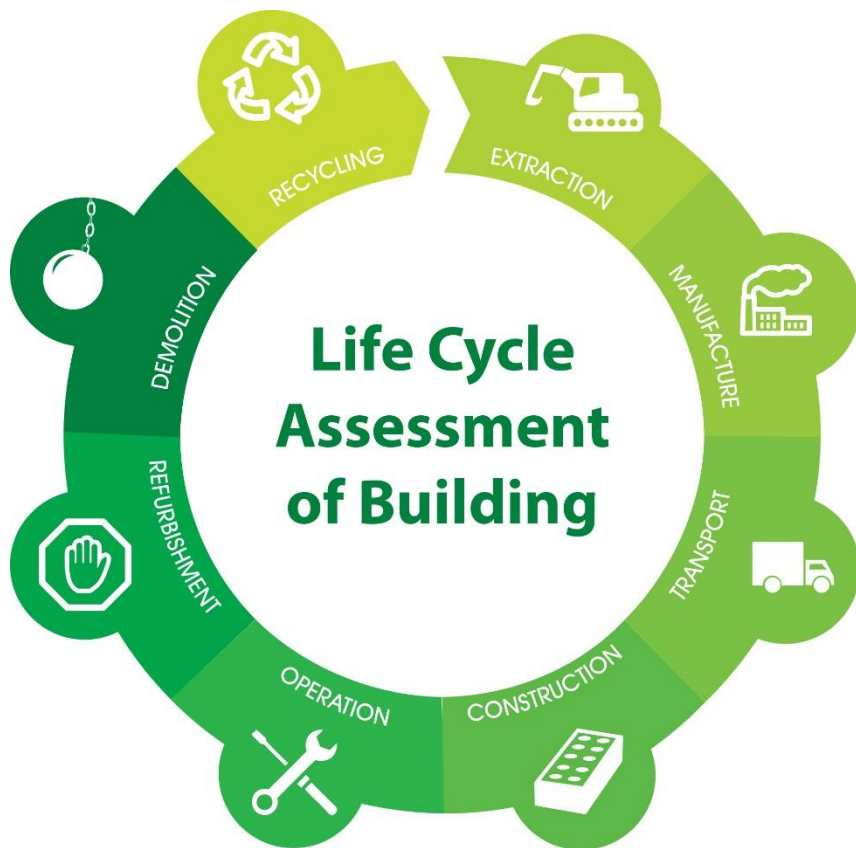 Life Cycle
Assessment
of Building
EXTRACTION
MANUFACTURE
TRANSPORT
CONSTRUCTION
OPERATION
REFURBISHMENT
DEMOLITION
RECYCLING